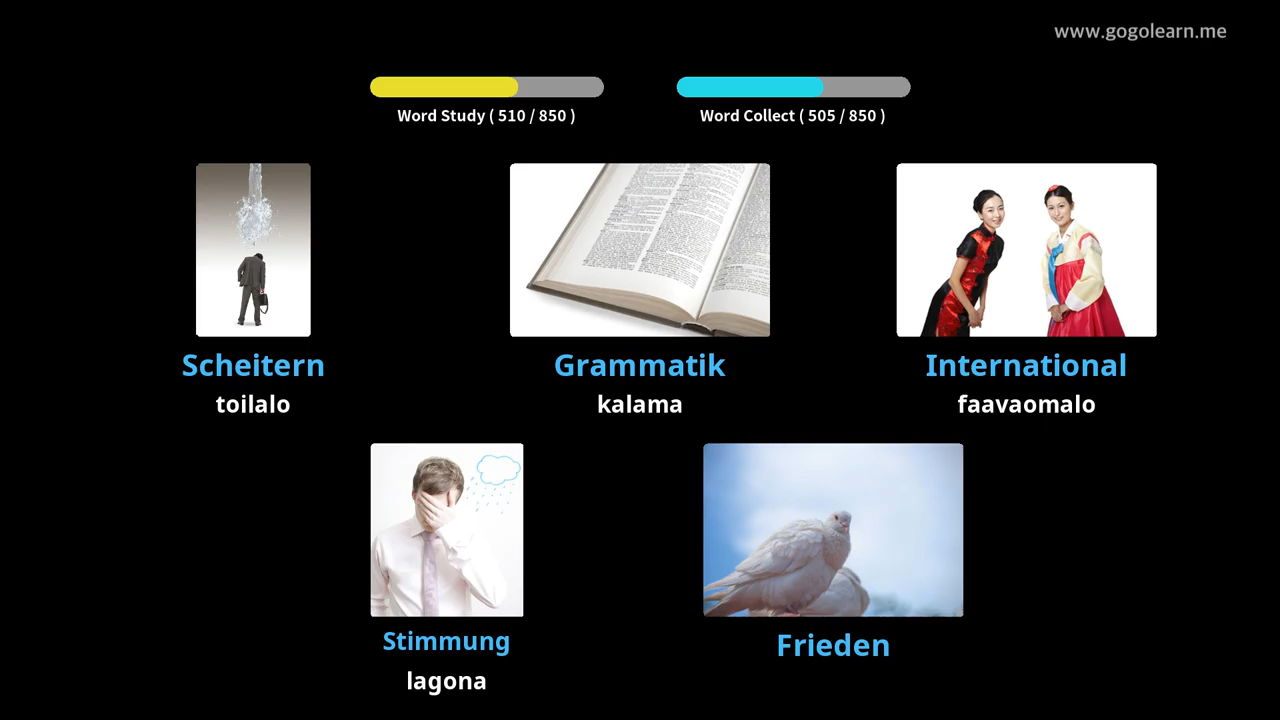 www.gogolearn.me
Word Study ( 510 / 850 )
Word Collect ( 505 / 850 )
Scheitern
toilalo
Grammatik
kalama
International
faavaomalo
Stimmung
lagona
Frieden